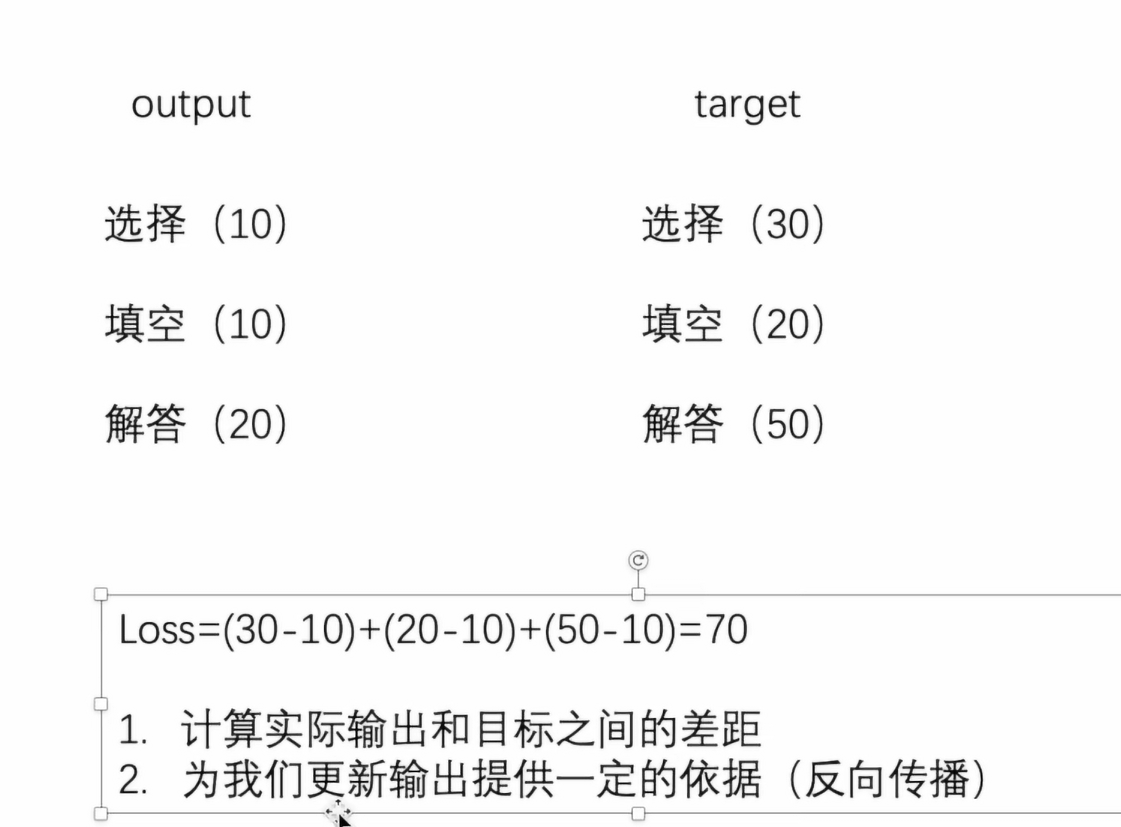 output target
选择（10） 选择（30）
填空（10） 填空（20）
解答（20） 解答（50）
Loss=(30-10)+(20-10)+(50-10)=70
1. 计算实际输出和目标之间的差距
2. 为我们更新输出提供一定的依据（反向传播）